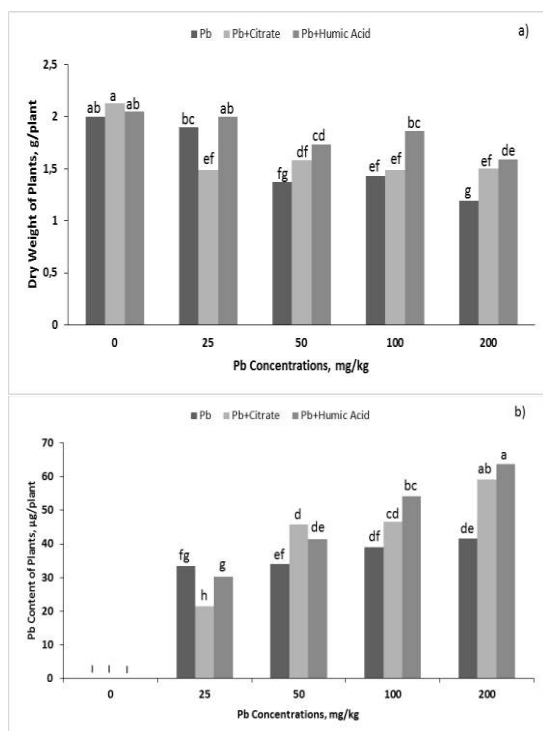 a)
Pb Pb+Citrate Pb+Humic Acid
Dry Weight of Plants, g/plant
2,5
2
1,5
1
0,5
0
ab a ab
bc ef ab
fg df cd
ef ef bc
g ef de
0 25 50 100 200
Pb Concentrations, mg/kg
b)
Pb Pb+Citrate Pb+Humic Acid
Pb Content of Plants, µg/plant
70
60
50
40
30
20
10
0
I I I
fg h g
ef d de
df cd bc
de ab a
0 25 50 100 200
Pb Concentrations, mg/kg